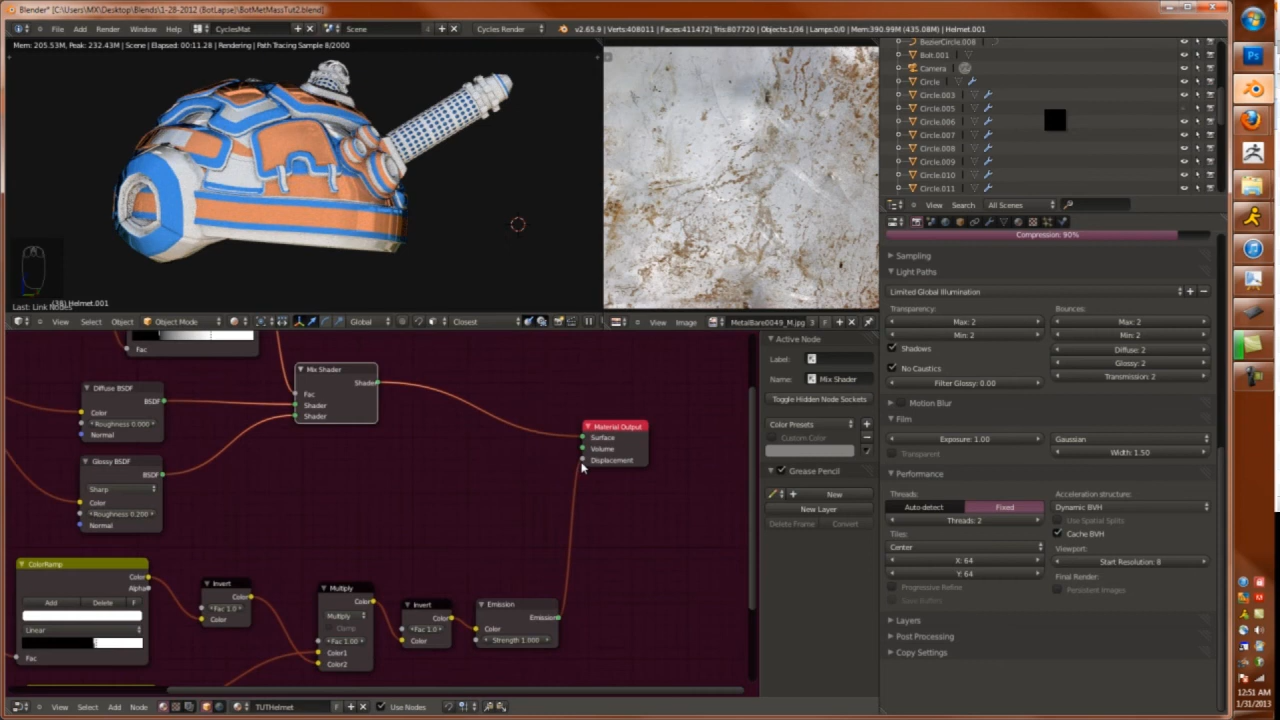 Blender* [C:\Users\MX\Desktop\Blends\1-28-2012 (BotLapse)\BotMetMassTut2.blend]
File Add Render Window Help CyclesMat Scene Cycles Render v2.65.9 | Verts:408011 | Faces:411472| Tris:807720 | Objects:1/36 | Lamps:0/0 | Mem:390.99M (435.08M) | Helmet.001
Mem: 205.53M, Peak: 232.43M | Scene | Elapsed: 00:11.28 | Rendering | Path Tracing Sample 8/2000
BezierCircle.008
Bolt.001
Camera
Circle
Circle.003
Circle.005
Circle.006
Circle.007
Circle.008
Circle.009
Circle.010
Circle.011
View Search All Scenes
Compression: 90%
Sampling
Light Paths
Limited Global Illumination
Transparency:
Bounces:
Max: 2
Max: 2
Min: 2
Min: 2
Shadows
Diffuse: 2
No Caustics
Glossy: 2
Filter Glossy: 0.00
Transmission: 2
Motion Blur
Film
Exposure: 1.00
Gaussian
Transparent
Width: 1.50
Performance
Threads:
Acceleration structure:
Auto-detect
Fixed
Dynamic BVH
Threads: 2
Use Spatial Splits
Tiles:
Cache BVH
Center
Viewport:
X: 64
Start Resolution: 8
Y: 64
Final Render:
Progressive Refine
Persistent Images
Save Buffers
Layers
Post Processing
Copy Settings
(38) Helmet.001
Last: Link Nodes
View Select Object Object Mode Global Closest
View Image MetalBare0049_M.jpg 3 F
Fac
Mix Shader
Shader
Fac
Shader
Shader
Diffuse BSDF
BSDF
Color
Roughness 0.000
Normal
Glossy BSDF
BSDF
Sharp
Color
Roughness 0.200
Normal
Material Output
Surface
Volume
Displacement
ColorRamp
Color
Alpha
Add Delete F
Linear
Fac
Invert
Color
Fac 1.0
Color
Multiply
Color
Multiply
Clamp
Fac 1.00
Color1
Color2
Invert
Color
Fac 1.0
Color
Emission
Emission
Color
Strength 1.000
Active Node
Label:
Name: Mix Shader
Toggle Hidden Node Sockets
Color Presets
Custom Color
Grease Pencil
New
New Layer
Delete Frame Convert
View Select Add Node TUTHelmet F Use Nodes
Ps
12:51 AM
1/31/2013